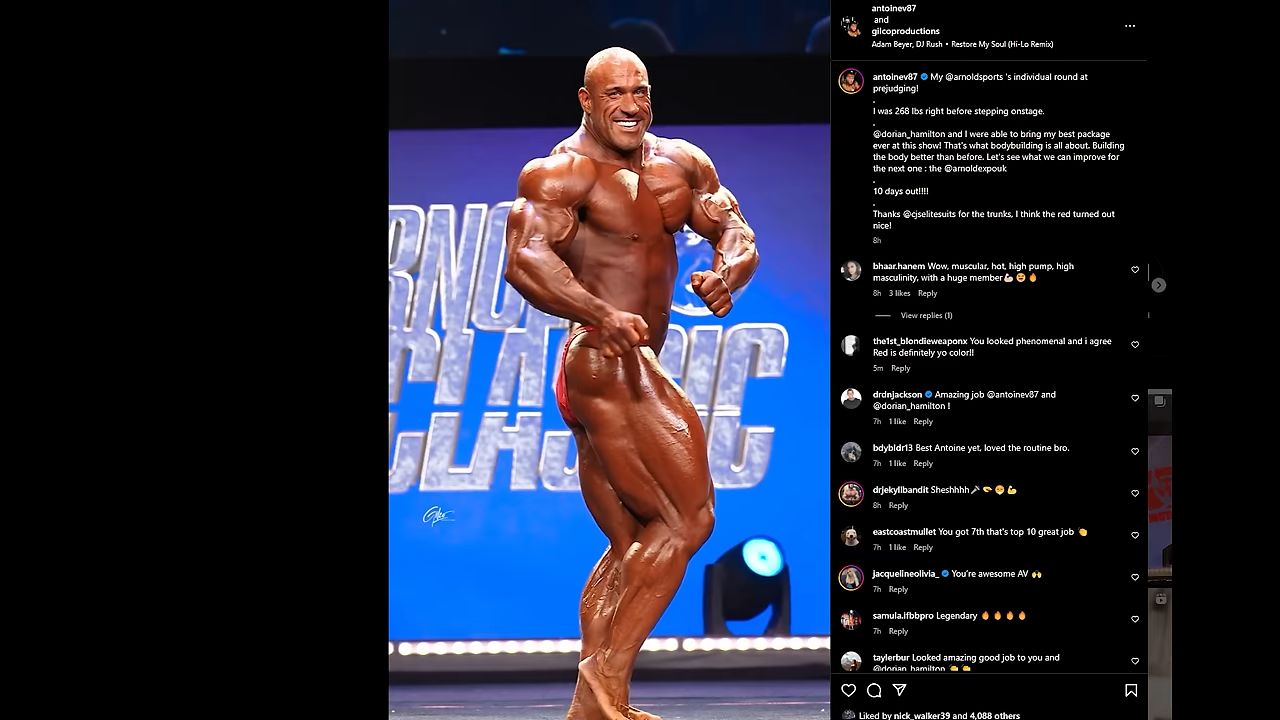 antoinev87
and
gilcoproductions
Adam Beyer, DJ Rush • Restore My Soul (Hi-Lo Remix)
antoinev87 My @arnoldsports 's individual round at
prejudging!
.
I was 268 lbs right before stepping onstage.
.
@dorian_hamilton and I were able to bring my best package
ever at this show! That's what bodybuilding is all about. Building
the body better than before. Let's see what we can improve for
the next one : the @arnoldexpouk
.
10 days out!!!!
.
Thanks @cjselitesuits for the trunks, I think the red turned out
nice!
8h
bhaar.hanem Wow, muscular, hot, high pump, high
masculinity, with a huge member💪🏻😍🔥
8h 3 likes Reply
View replies (1)
the1st_blondieweaponx You looked phenomenal and i agree
Red is definitely yo color!!
5m Reply
drdnjackson Amazing job @antoinev87 and
@dorian_hamilton !
7h 1 like Reply
bdybldr13 Best Antoine yet, loved the routine bro.
7h 1 like Reply
drjekyllbandit Sheshhhh
8h Reply
eastcoastmullet You got 7th that's top 10 great job 👏
7h 1 like Reply
jacquelineolivia_ You're awesome AV 🙌
7h Reply
samula.ifbbpro Legendary 🔥🔥🔥🔥
7h Reply
taylerbur Looked amazing good job to you and
@dorian_hamilton 👏👏
Liked by nick_walker39 and 4,088 others
CLASSIC
CLASSIC